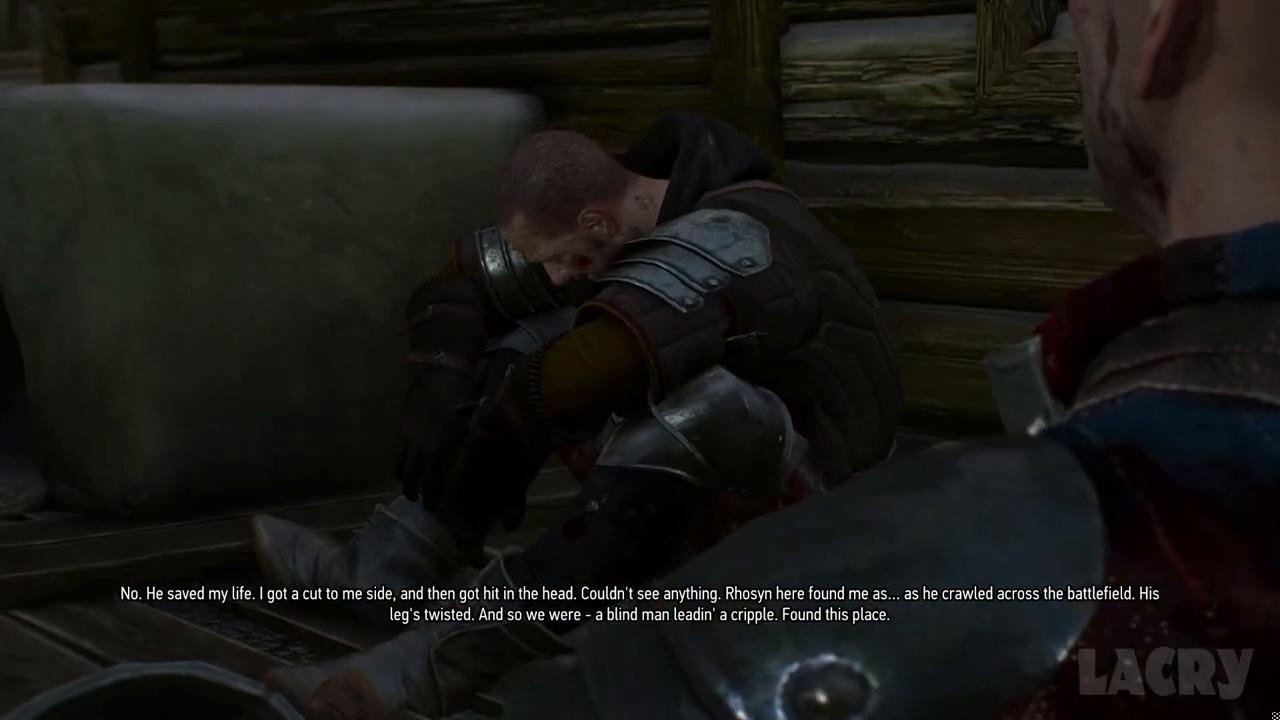 No. He saved my life. I got a cut to me side, and then got hit in the head. Couldn't see anything. Rhosyn here found me as... as he crawled across the battlefield. His
leg's twisted. And so we were - a blind man leadin' a cripple. Found this place.
LACRY